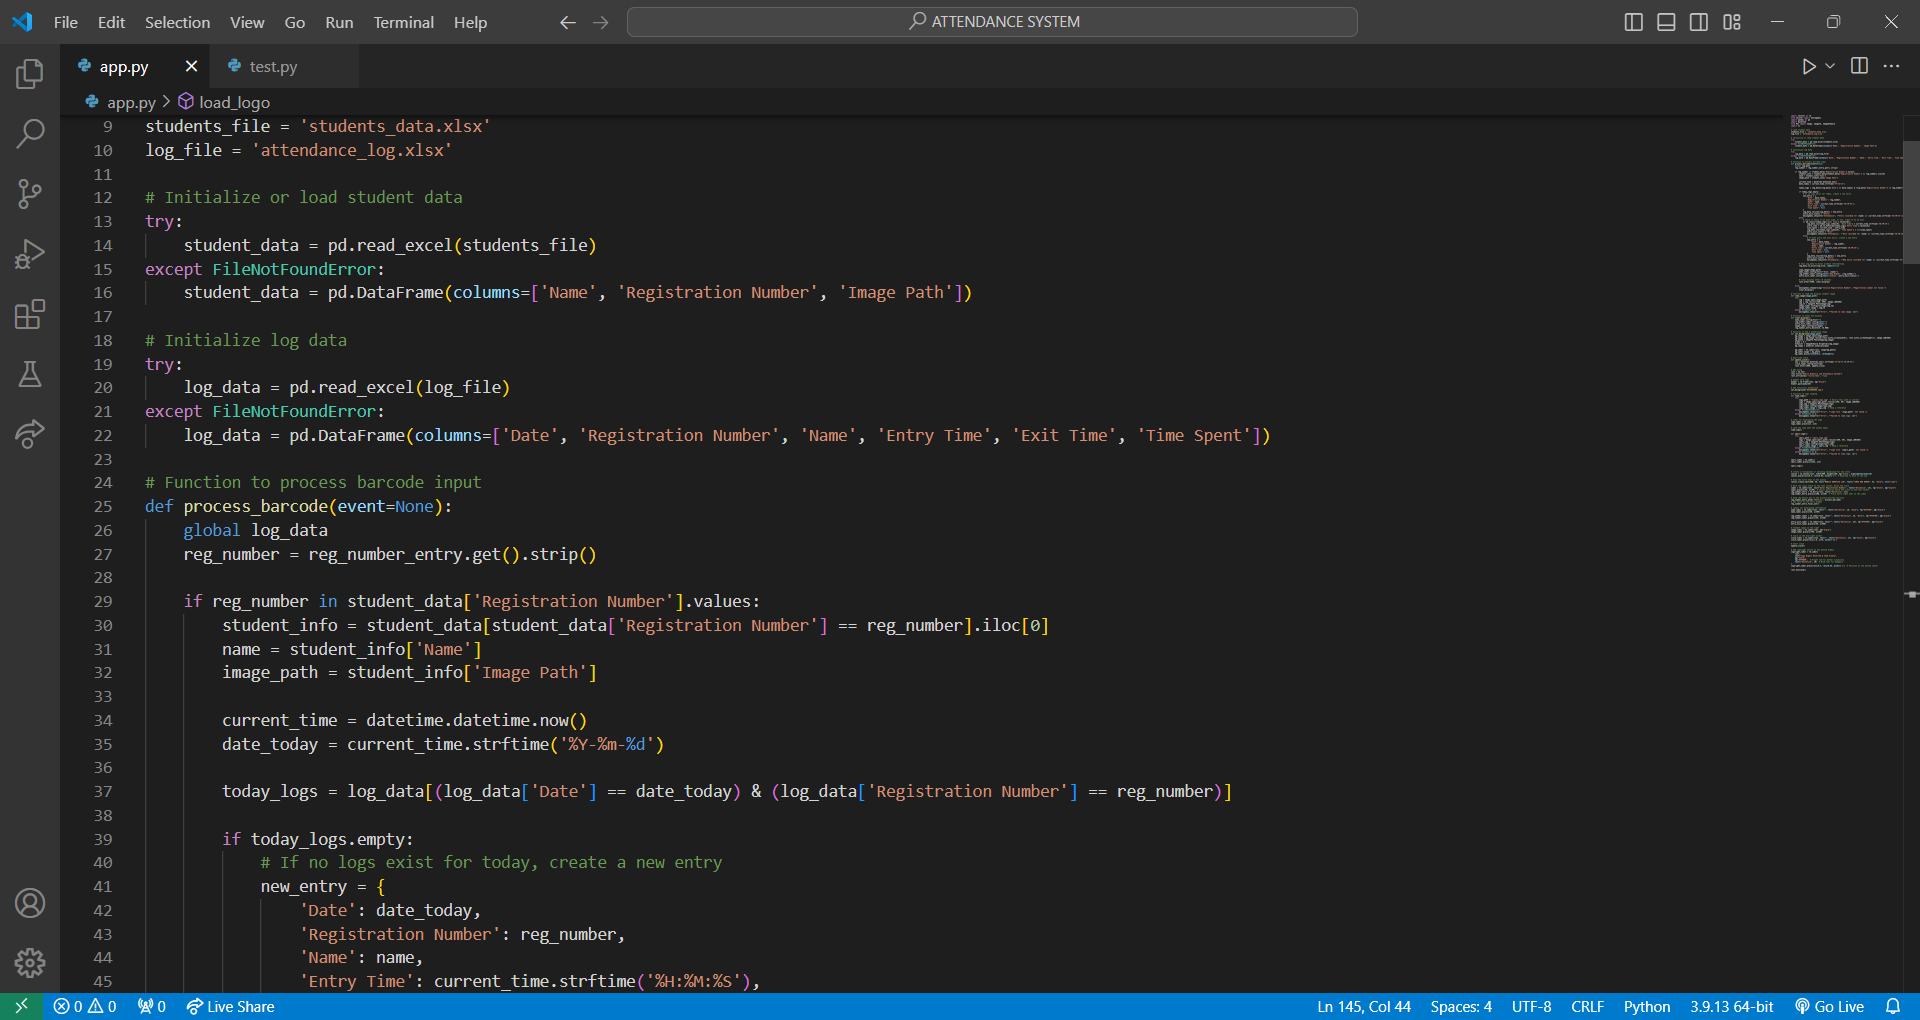 File Edit Selection View Go Run Terminal Help
ATTENDANCE SYSTEM
app.py
test.py
app.py > load_logo
9 students_file = 'students_data.xlsx'
10 log_file = 'attendance_log.xlsx'
11
12 # Initialize or load student data
13 try:
14     student_data = pd.read_excel(students_file)
15 except FileNotFoundError:
16     student_data = pd.DataFrame(columns=['Name', 'Registration Number', 'Image Path'])
17
18 # Initialize log data
19 try:
20     log_data = pd.read_excel(log_file)
21 except FileNotFoundError:
22     log_data = pd.DataFrame(columns=['Date', 'Registration Number', 'Name', 'Entry Time', 'Exit Time', 'Time Spent'])
23
24 # Function to process barcode input
25 def process_barcode(event=None):
26     global log_data
27     reg_number = reg_number_entry.get().strip()
28
29     if reg_number in student_data['Registration Number'].values:
30         student_info = student_data[student_data['Registration Number'] == reg_number].iloc[0]
31         name = student_info['Name']
32         image_path = student_info['Image Path']
33
34         current_time = datetime.datetime.now()
35         date_today = current_time.strftime('%Y-%m-%d')
36
37         today_logs = log_data[(log_data['Date'] == date_today) & (log_data['Registration Number'] == reg_number)]
38
39         if today_logs.empty:
40             # If no logs exist for today, create a new entry
41             new_entry = {
42                 'Date': date_today,
43                 'Registration Number': reg_number,
44                 'Name': name,
45                 'Entry Time': current_time.strftime('%H:%M:%S'),
0 0 0 Live Share Ln 145, Col 44 Spaces: 4 UTF-8 CRLF Python 3.9.13 64-bit Go Live